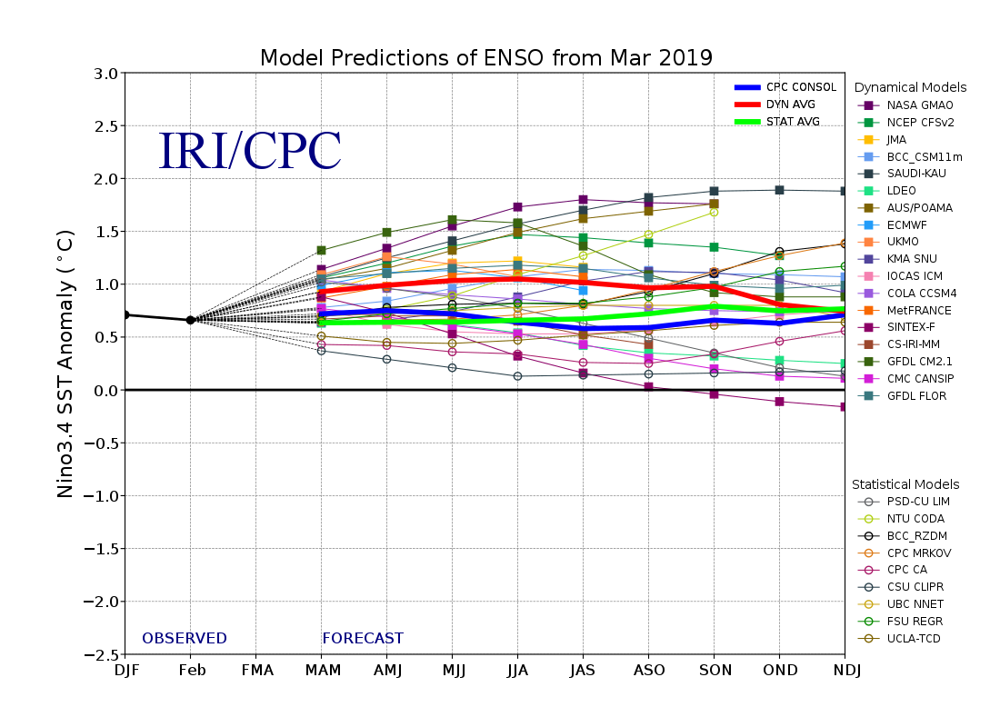 Model Predictions of ENSO from Mar 2019
Nino3.4 SST Anomaly ( °C)
3.0
2.5
2.0
1.5
1.0
0.5
0.0
−0.5
−1.0
−1.5
−2.0
−2.5
IRI/CPC
CPC CONSOL
DYN AVG
STAT AVG
OBSERVED
FORECAST
DJF Feb FMA MAM AMJ MJJ JJA JAS ASO SON OND NDJ
Dynamical Models
NASA GMAO
NCEP CFSv2
JMA
BCC_CSM11m
SAUDI-KAU
LDEO
AUS/POAMA
ECMWF
UKMO
KMA SNU
IOCAS ICM
COLA CCSM4
MetFRANCE
SINTEX-F
CS-IRI-MM
GFDL CM2.1
CMC CANSIP
GFDL FLOR
Statistical Models
PSD-CU LIM
NTU CODA
BCC_RZDM
CPC MRKOV
CPC CA
CSU CLIPR
UBC NNET
FSU REGR
UCLA-TCD